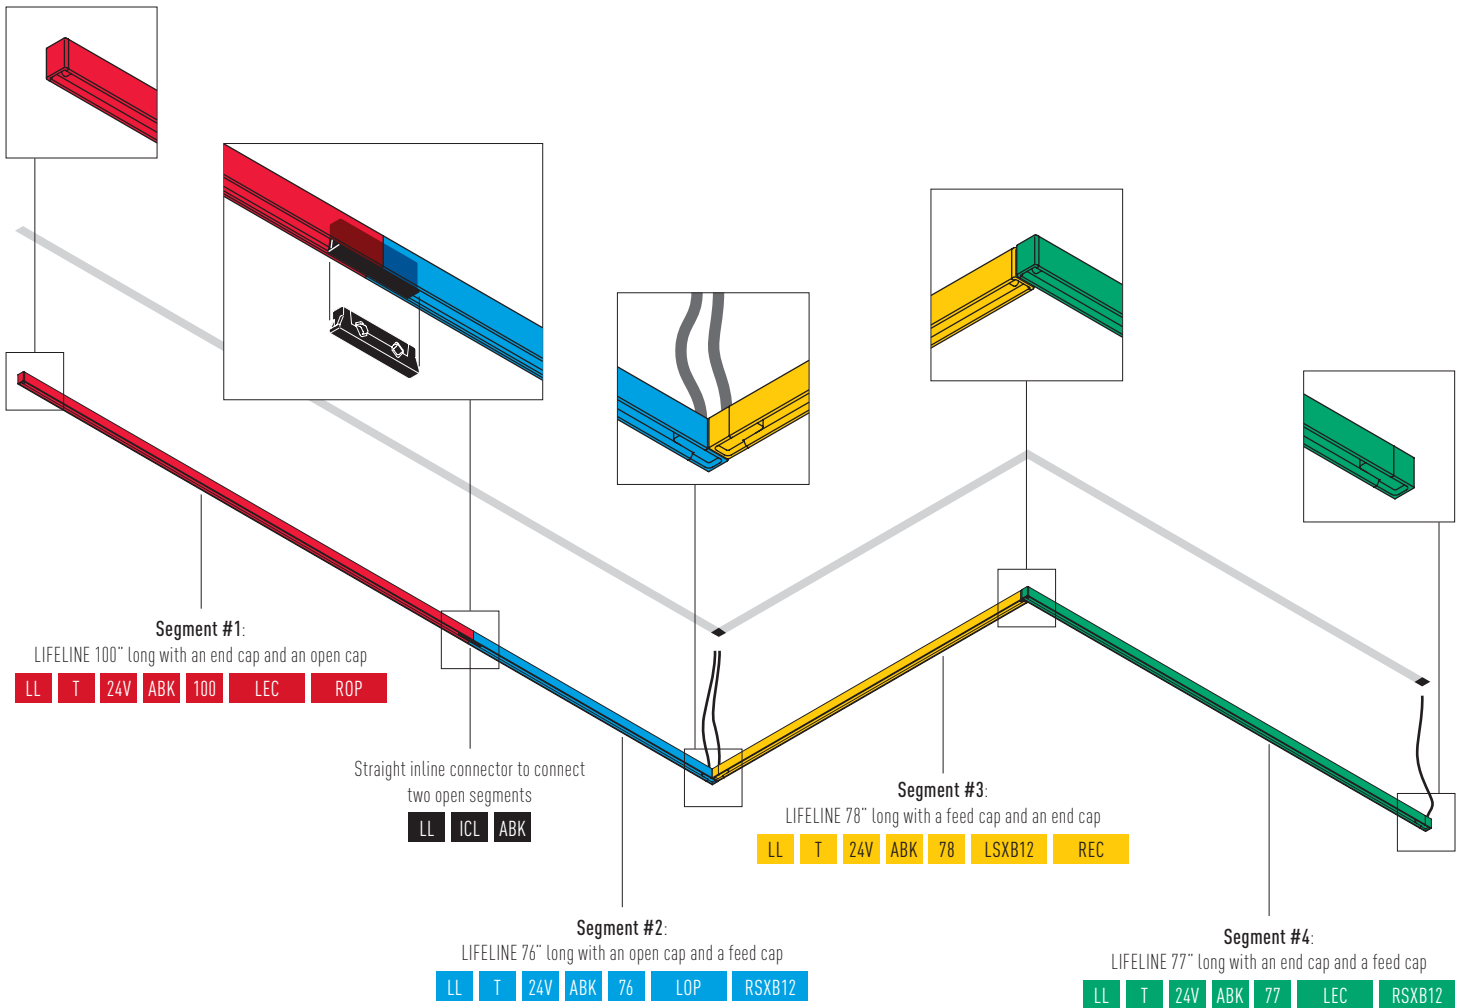 Segment #1:
LIFELINE 100" long with an end cap and an open cap
LL T 24V ABK 100 LEC ROP
Straight inline connector to connect
two open segments
LL ICL ABK
Segment #3:
LIFELINE 78" long with a feed cap and an end cap
LL T 24V ABK 78 LSXB12 REC
Segment #2:
LIFELINE 76" long with an open cap and a feed cap
LL T 24V ABK 76 LOP RSXB12
Segment #4:
LIFELINE 77" long with an end cap and a feed cap
LL T 24V ABK 77 LEC RSXB12